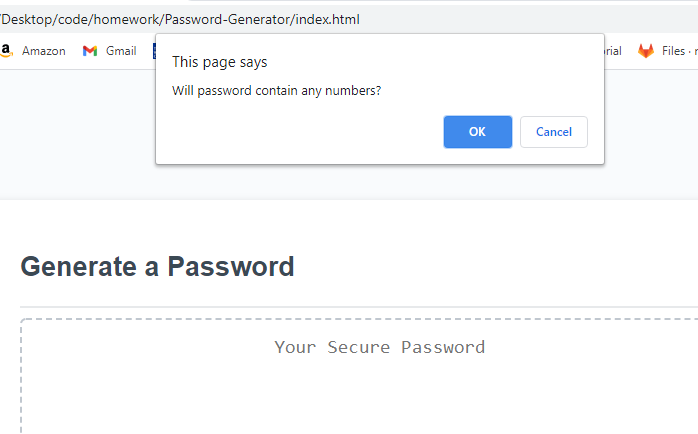 /Desktop/code/homework/Password-Generator/index.html
Amazon Gmail Files
This page says
Will password contain any numbers?
OK Cancel
Generate a Password
Your Secure Password